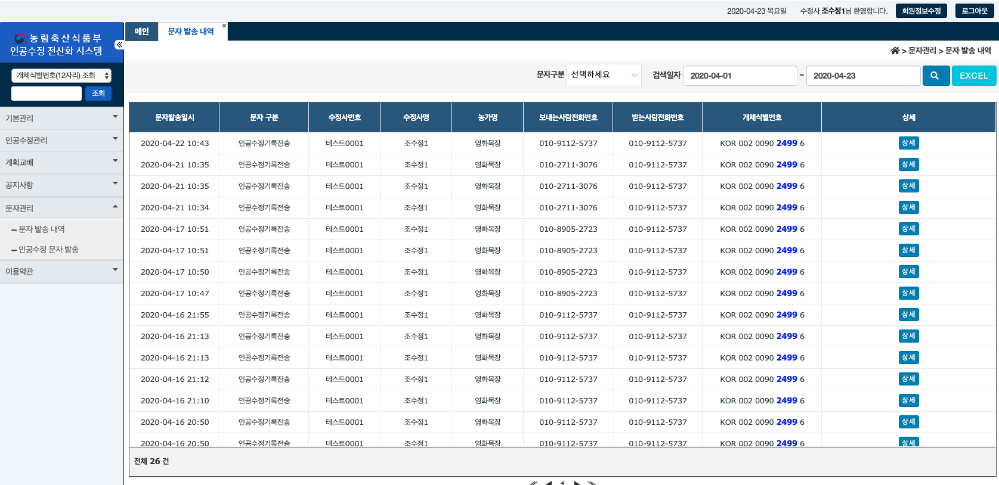 2020-04-23 목요일 수정사 조수정1님 환영합니다. 회원정보수정 로그아웃
농림축산식품부
인공수정 전산화 시스템
메인 문자 발송 내역
> 문자관리 > 문자 발송 내역
개체식별번호(12자리) 조회
조회
문자구분 선택하세요 검색일자 2020-04-01 ~ 2020-04-23 EXCEL
기본관리
인공수정관리
계획교배
공지사항
문자관리
문자 발송 내역
인공수정 문자 발송
이용약관
문자발송일시 문자 구분 수정사번호 수정사명 농가명 보내는사람전화번호 받는사람전화번호 개체식별번호 상세
2020-04-22 10:43 인공수정기록전송 테스트0001 조수정1 영화목장 010-9112-5737 010-9112-5737 KOR 002 0090 2499 6 상세
2020-04-21 10:35 인공수정기록전송 테스트0001 조수정1 영화목장 010-2711-3076 010-9112-5737 KOR 002 0090 2499 6 상세
2020-04-21 10:35 인공수정기록전송 테스트0001 조수정1 영화목장 010-2711-3076 010-9112-5737 KOR 002 0090 2499 6 상세
2020-04-21 10:34 인공수정기록전송 테스트0001 조수정1 영화목장 010-2711-3076 010-9112-5737 KOR 002 0090 2499 6 상세
2020-04-17 10:51 인공수정기록전송 테스트0001 조수정1 영화목장 010-8905-2723 010-9112-5737 KOR 002 0090 2499 6 상세
2020-04-17 10:51 인공수정기록전송 테스트0001 조수정1 영화목장 010-8905-2723 010-9112-5737 KOR 002 0090 2499 6 상세
2020-04-17 10:50 인공수정기록전송 테스트0001 조수정1 영화목장 010-8905-2723 010-9112-5737 KOR 002 0090 2499 6 상세
2020-04-17 10:47 인공수정기록전송 테스트0001 조수정1 영화목장 010-8905-2723 010-9112-5737 KOR 002 0090 2499 6 상세
2020-04-16 21:55 인공수정기록전송 테스트0001 조수정1 영화목장 010-9112-5737 010-9112-5737 KOR 002 0090 2499 6 상세
2020-04-16 21:13 인공수정기록전송 테스트0001 조수정1 영화목장 010-9112-5737 010-9112-5737 KOR 002 0090 2499 6 상세
2020-04-16 21:13 인공수정기록전송 테스트0001 조수정1 영화목장 010-9112-5737 010-9112-5737 KOR 002 0090 2499 6 상세
2020-04-16 21:12 인공수정기록전송 테스트0001 조수정1 영화목장 010-9112-5737 010-9112-5737 KOR 002 0090 2499 6 상세
2020-04-16 21:10 인공수정기록전송 테스트0001 조수정1 영화목장 010-9112-5737 010-9112-5737 KOR 002 0090 2499 6 상세
2020-04-16 20:50 인공수정기록전송 테스트0001 조수정1 영화목장 010-9112-5737 010-9112-5737 KOR 002 0090 2499 6 상세
2020-04-16 20:50 인공수정기록전송 테스트0001 조수정1 영화목장 010-9112-5737 010-9112-5737 KOR 002 0090 2499 6 상세
전체 26 건
1